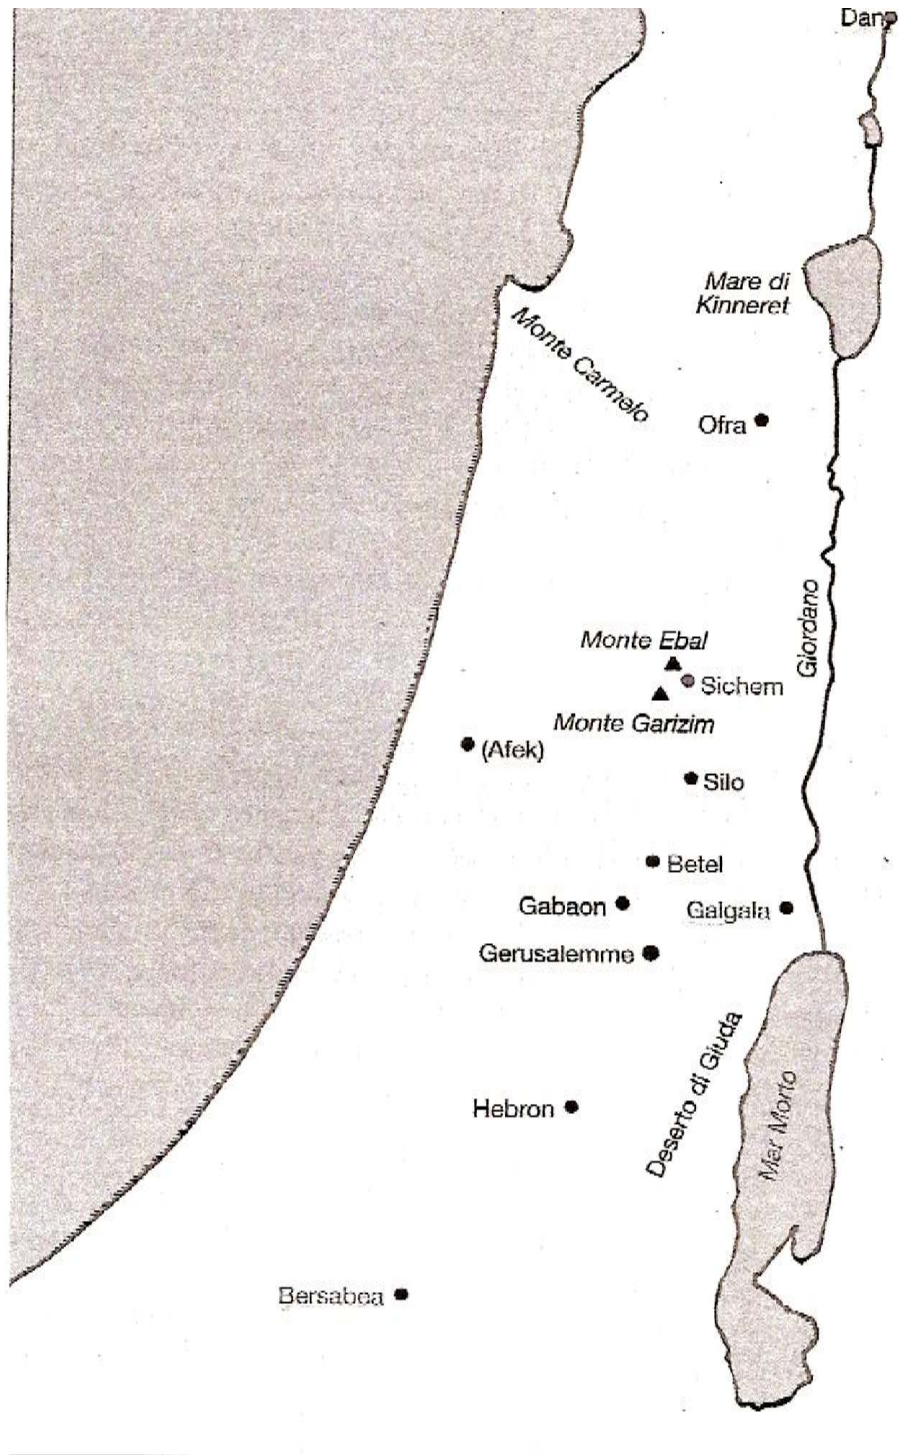 Dan
Mare di
Kinneret
Monte Carmelo
Ofra
Giordano
Monte Ebal
Sichem
Monte Garizim
(Afek)
Silo
Betel
Gabaon
Galgala
Gerusalemme
Deserto di Giuda
Mar Morto
Hebron
Bersabea